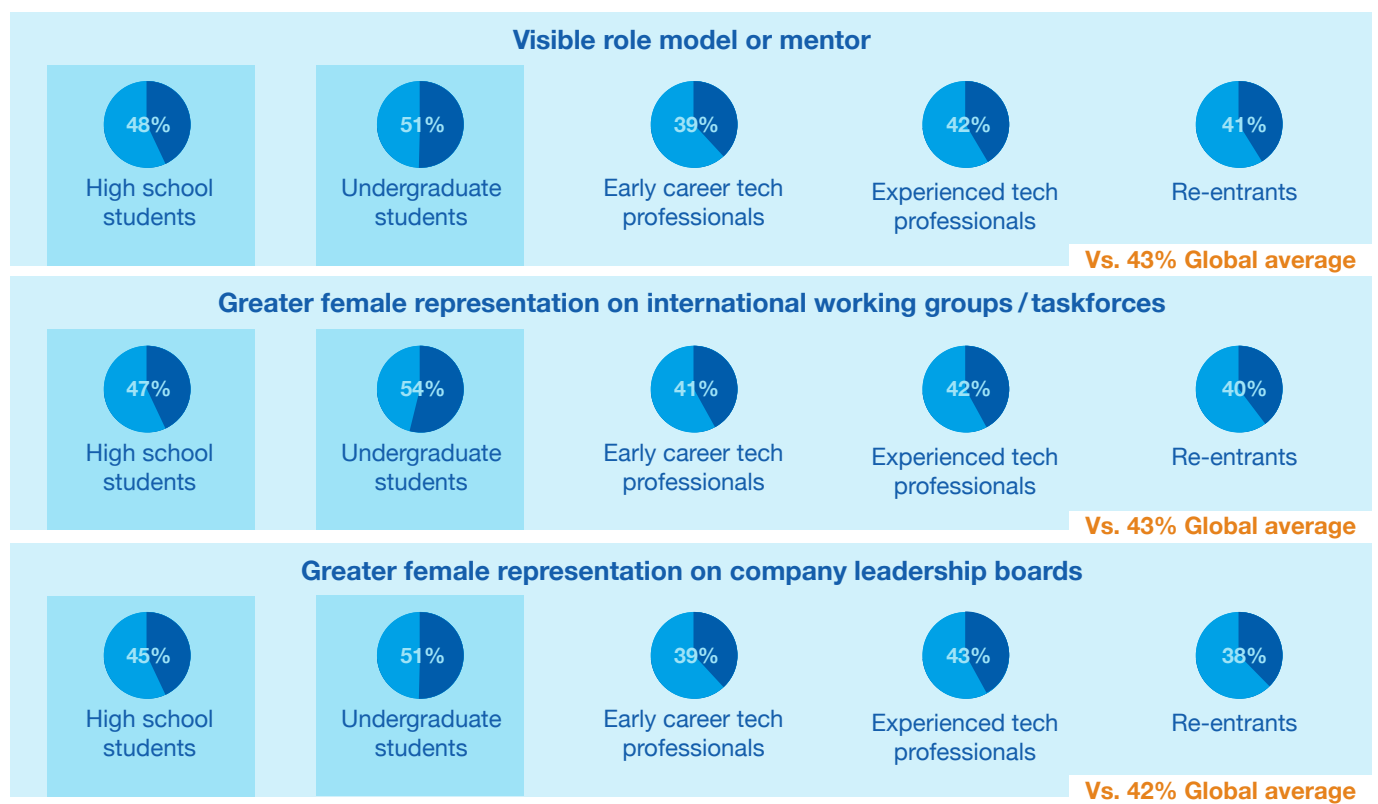 Visible role model or mentor
48%
51%
39%
42%
41%
High school
students
Undergraduate
students
Early career tech
professionals
Experienced tech
professionals
Re-entrants
Vs. 43% Global average
Greater female representation on international working groups / taskforces
47%
54%
41%
42%
40%
High school
students
Undergraduate
students
Early career tech
professionals
Experienced tech
professionals
Re-entrants
Vs. 43% Global average
Greater female representation on company leadership boards
45%
51%
39%
43%
38%
High school
students
Undergraduate
students
Early career tech
professionals
Experienced tech
professionals
Re-entrants
Vs. 42% Global average